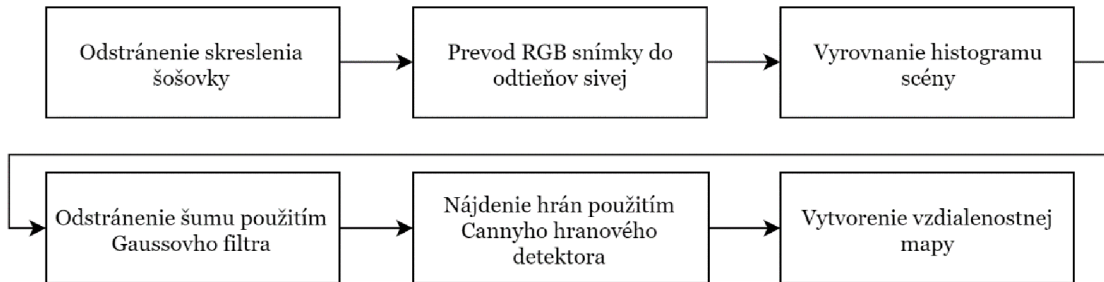 Odstránenie skreslenia
šošovky
Prevod RGB snímky do
odtieňov sivej
Vyrovnanie histogramu
scény
Odstránenie šumu použitím
Gaussovho filtra
Nájdenie hrán použitím
Cannyho hranového
detektora
Vytvorenie vzdialenostnej
mapy